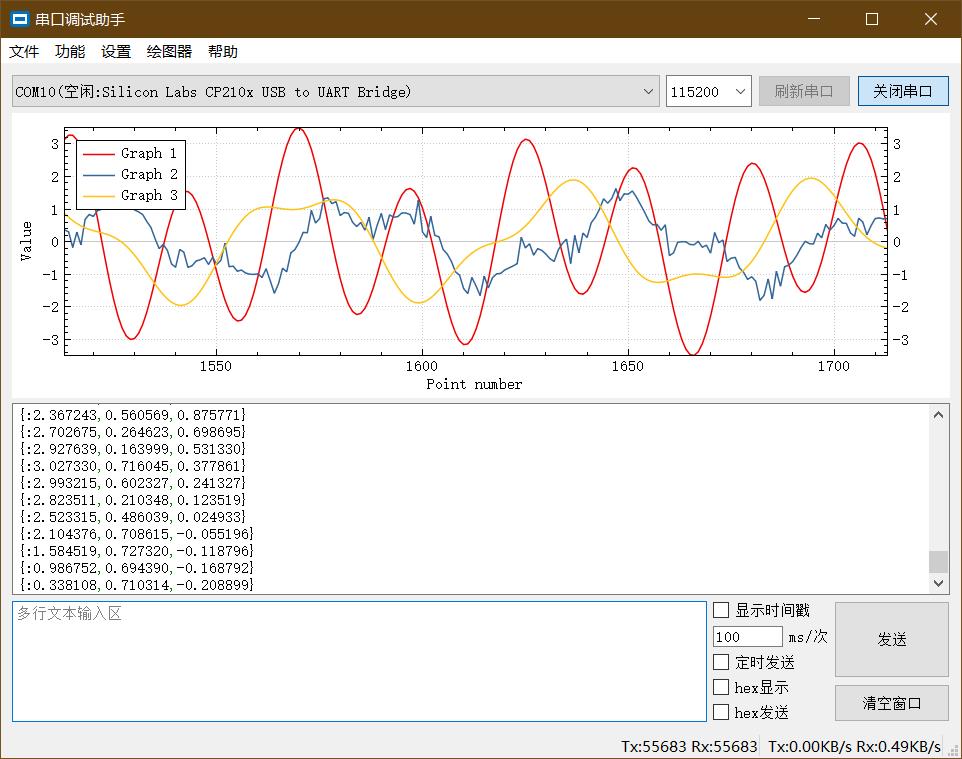 串口调试助手
文件 功能 设置 绘图器 帮助
COM10(空闲:Silicon Labs CP210x USB to UART Bridge) 115200 刷新串口 关闭串口
Graph 1
Graph 2
Graph 3
Value
3
2
1
0
-1
-2
-3
3
2
1
0
-1
-2
-3
1550 1600 1650 1700
Point number
{:2.367243,0.560569,0.875771}
{:2.702675,0.264623,0.698695}
{:2.927639,0.163999,0.531330}
{:3.027330,0.716045,0.377861}
{:2.993215,0.602327,0.241327}
{:2.823511,0.210348,0.123519}
{:2.523315,0.486039,0.024933}
{:2.104376,0.708615,-0.055196}
{:1.584519,0.727320,-0.118796}
{:0.986752,0.694390,-0.168792}
{:0.338108,0.710314,-0.208899}
多行文本输入区
显示时间戳
100 ms/次
定时发送
hex显示
hex发送
发送
清空窗口
Tx:55683 Rx:55683 Tx:0.00KB/s Rx:0.49KB/s